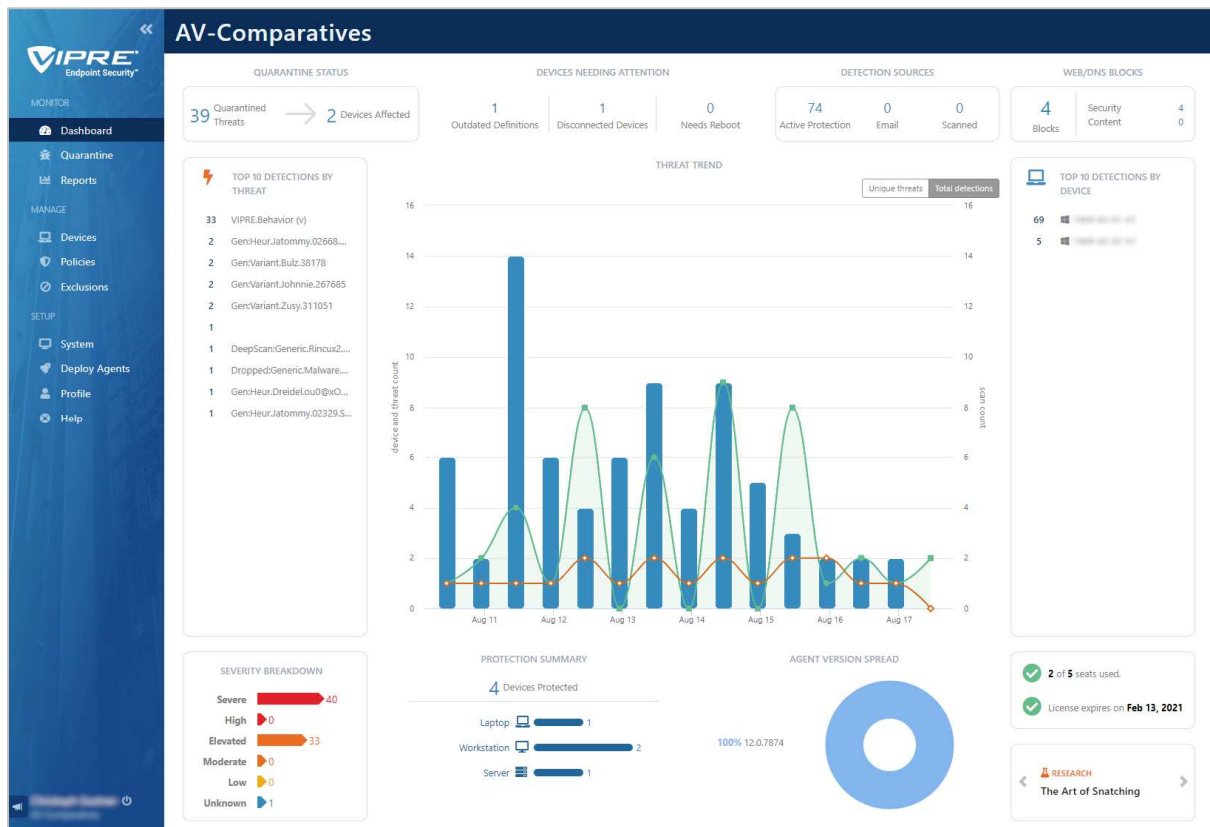 AV-Comparatives
VIPRE
Endpoint Security™
MONITOR
Dashboard
Quarantine
Reports
MANAGE
Devices
Policies
Exclusions
SETUP
System
Deploy Agents
Profile
Help
QUARANTINE STATUS
39 Quarantined Threats
2 Devices Affected
DEVICES NEEDING ATTENTION
1 1 0
Outdated Definitions Disconnected Devices Needs Reboot
DETECTION SOURCES
74 0 0
Active Protection Email Scanned
WEB/DNS BLOCKS
4
Blocks
Security 4
Content 0
TOP 10 DETECTIONS BY
THREAT
33 VIPRE.Behavior (v)
2 Gen:Heur.Jatommy.02668....
2 Gen:Variant.Bulz.38178
2 Gen:Variant.Johnnie.267685
2 Gen:Variant.Zusy.311051
1
1 DeepScan:Generic.Rincux2....
1 Dropped:Generic.Malware....
1 Gen:Heur.Dreidel.ou0@xO...
1 Gen:Heur.Jatommy.02329.S...
THREAT TREND
Unique threats Total detections
16 16
14 14
12 12
10 10
8 8
6 6
4 4
2 2
0 0
device and threat count
scan count
Aug 11 Aug 12 Aug 13 Aug 14 Aug 15 Aug 16 Aug 17
TOP 10 DETECTIONS BY
DEVICE
69
5
SEVERITY BREAKDOWN
Severe 40
High 0
Elevated 33
Moderate 0
Low 0
Unknown 1
PROTECTION SUMMARY
4 Devices Protected
Laptop 1
Workstation 2
Server 1
AGENT VERSION SPREAD
100% 12.0.7874
2 of 5 seats used.
License expires on Feb 13, 2021
RESEARCH
The Art of Snatching